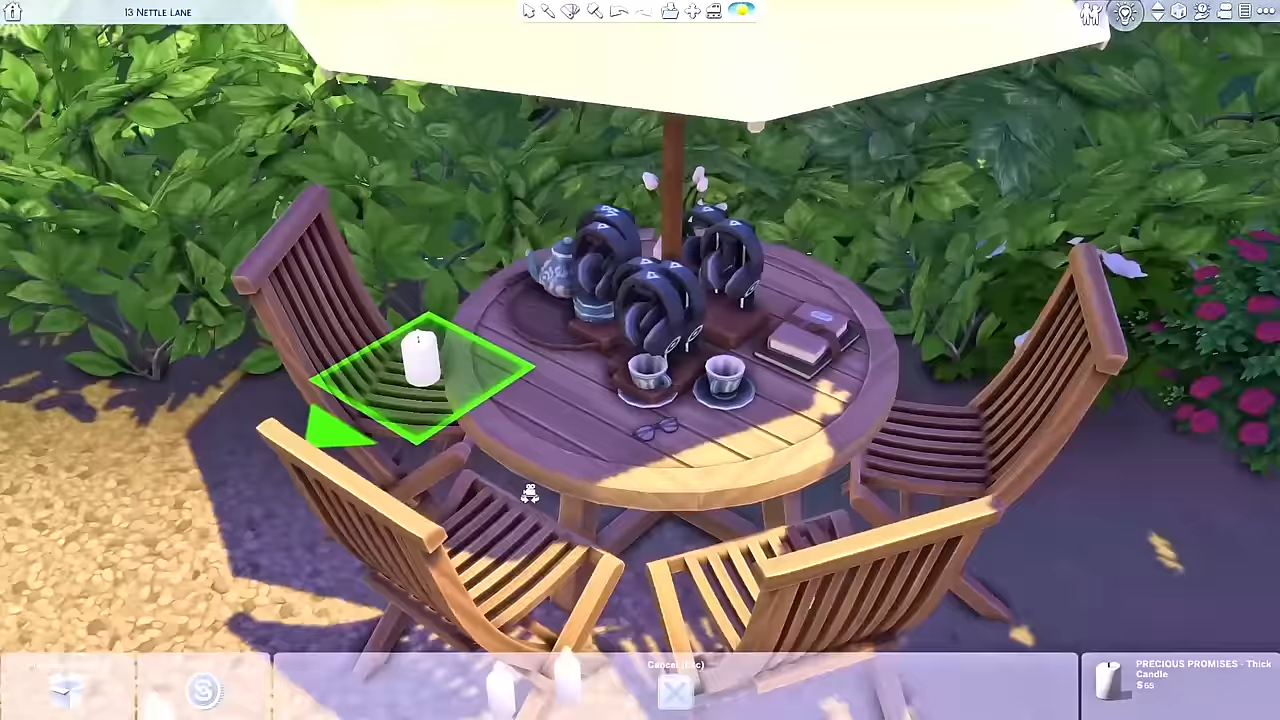 13 NETTLE LANE
Cancel (Esc)
PRECIOUS PROMISES - Thick
Candle
§65